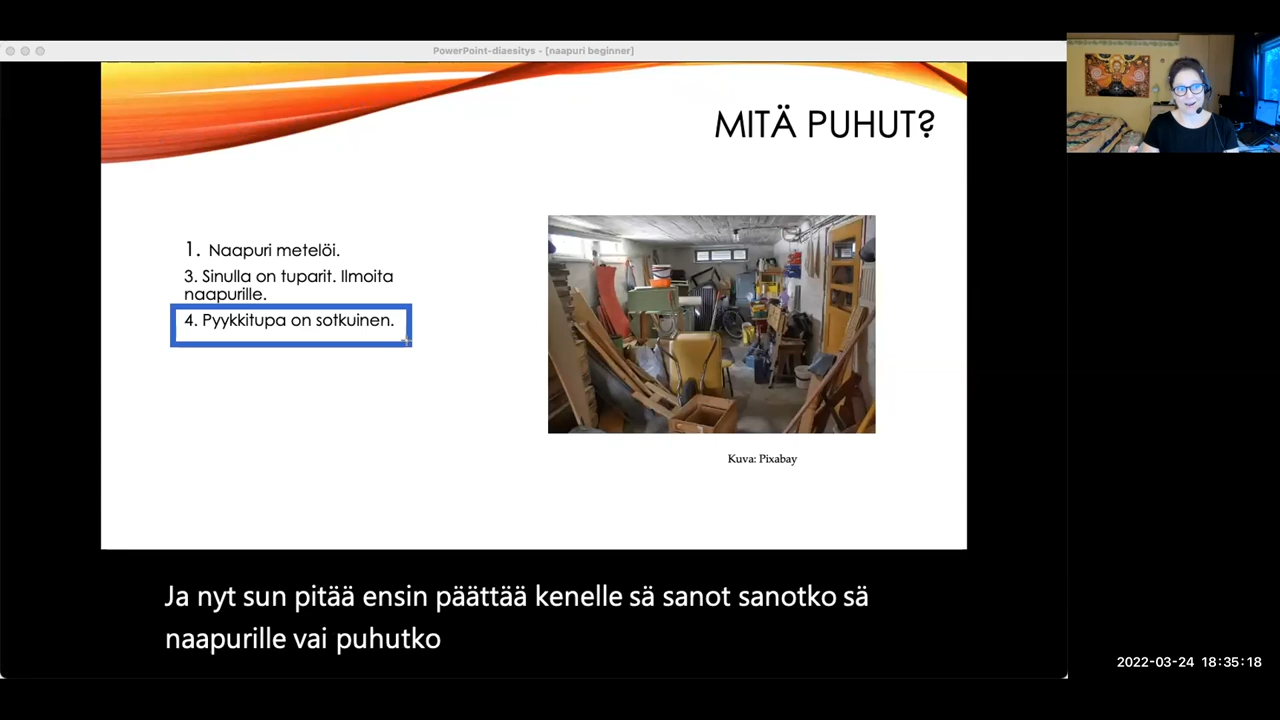 PowerPoint-diaesitys - [naapuri beginner]
MITÄ PUHUT?
1. Naapuri metelöi.
3. Sinulla on tuparit. Ilmoita
naapurille.
4. Pyykkitupa on sotkuinen.
Kuva: Pixabay
Ja nyt sun pitää ensin päättää kenelle sä sanot sanotko sä
naapurille vai puhutko
2022-03-24 18:35:18